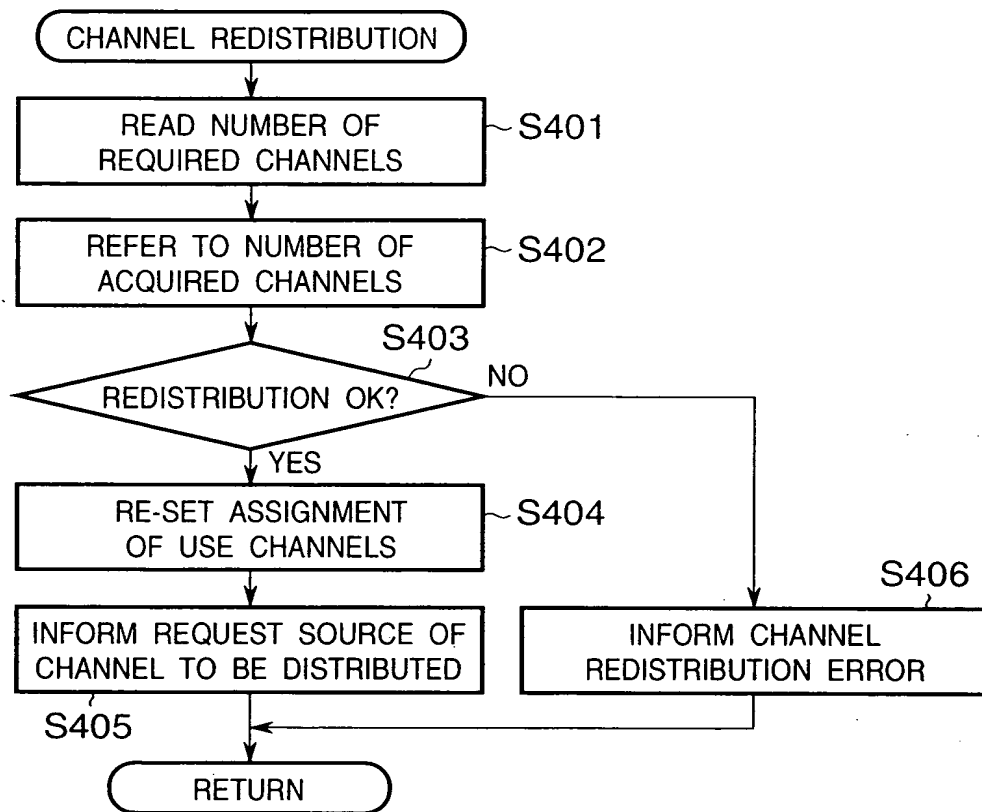 CHANNEL REDISTRIBUTION
READ NUMBER OF
REQUIRED CHANNELS
S401
REFER TO NUMBER OF
ACQUIRED CHANNELS
S402
S403
REDISTRIBUTION OK?
NO
YES
RE-SET ASSIGNMENT
OF USE CHANNELS
S404
INFORM REQUEST SOURCE OF
CHANNEL TO BE DISTRIBUTED
S405
S406
INFORM CHANNEL
REDISTRIBUTION ERROR
RETURN